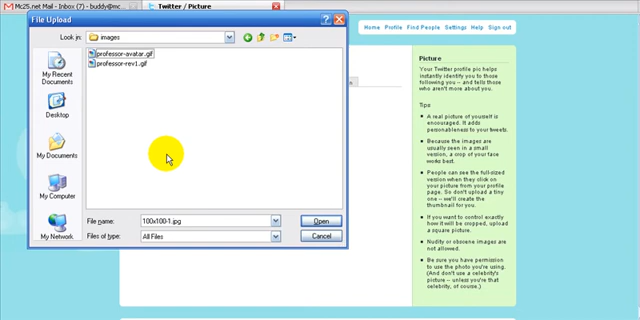 Mc25.net Mail - Inbox (7) - buddy@mc...
Twitter / Picture
File Upload
Home Profile Find People Settings Help Sign out
Look in:
images
professor-avatar.gif
professor-rev1.gif
My Recent
Documents
Desktop
My Documents
My Computer
My Network
File name:
100x100-1.jpg
Open
Files of type:
All Files
Cancel
Picture
Your Twitter profile pic helps
instantly identify you to those
following you -- and tells those
who aren't more about you.
Tips
A real picture of yourself is
encouraged. It adds
personableness to your tweets.
Because the images are
usually seen in a small
version, a crop of your face
works best.
People can see the full-sized
version when they click on
your picture from your profile
page. So don't upload a tiny
one -- we'll create the
thumbnail for you.
If you want to control exactly
how it will be cropped, upload
a square picture.
Nudity or obscene images are
not allowed.
Be sure you have permission
to use the photo you're using.
(And don't use a celebrity's
picture -- unless you're that
celebrity, of course.)